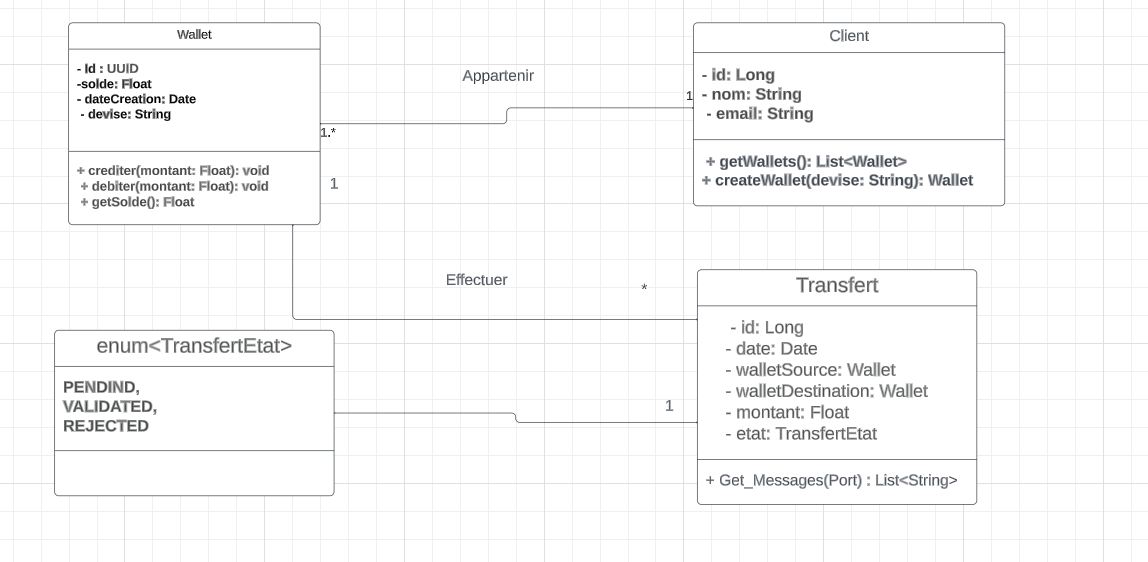 Wallet
- Id : UUID
-solde: Float
- dateCreation: Date
- devise: String
+ crediter(montant: Float): void
+ debiter(montant: Float): void
+ getSolde(): Float
Appartenir
1.*
1
1
Client
- id: Long
- nom: String
- email: String
+ getWallets(): List<Wallet>
+ createWallet(devise: String): Wallet
Effectuer
*
enum<TransfertEtat>
PENDIND,
VALIDATED,
REJECTED
1
Transfert
- id: Long
- date: Date
- walletSource: Wallet
- walletDestination: Wallet
- montant: Float
- etat: TransfertEtat
+ Get_Messages(Port) : List<String>